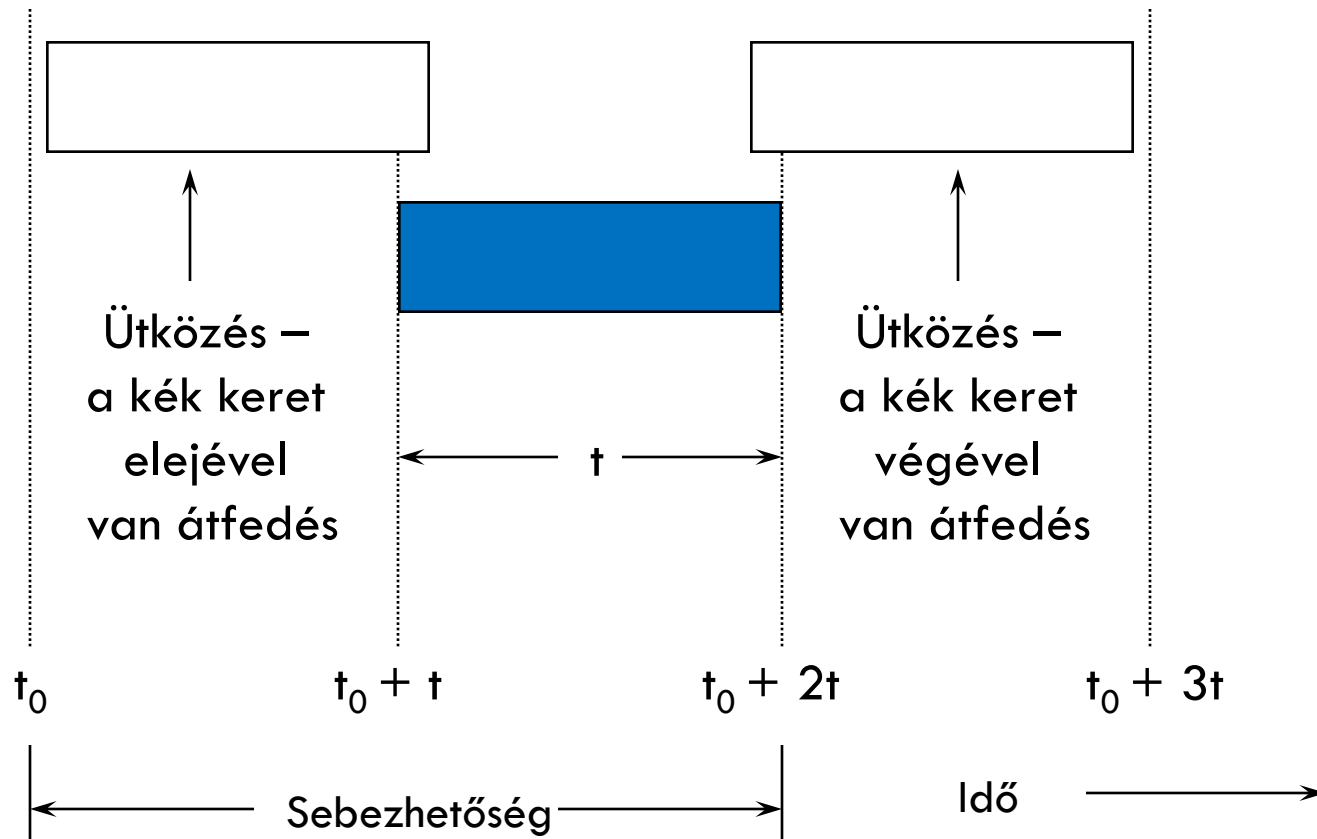 Ütközés –
a kék keret
elejével
van átfedés
Ütközés –
a kék keret
végével
van átfedés
t
t₀
t₀ + t
t₀ + 2t
t₀ + 3t
Sebezhetőség
Idő